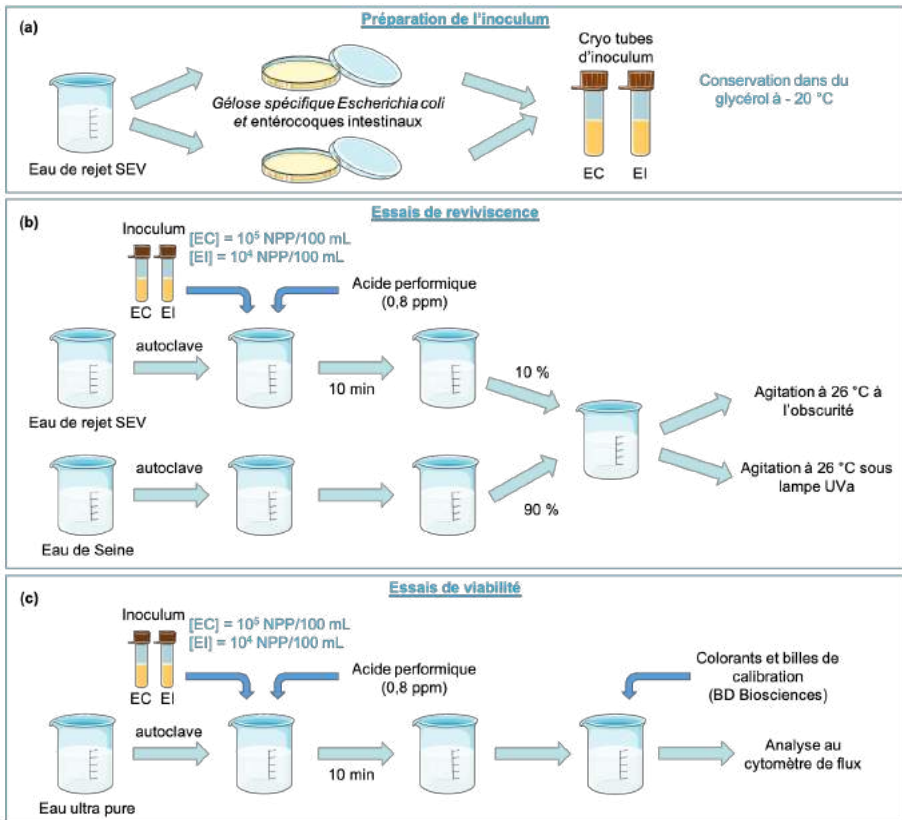 Préparation de l'inoculum
(a)
Cryo tubes
d'inoculum
Conservation dans du
glycérol à - 20 °C
Gélose spécifique Escherichia coli
et entérocoques intestinaux
Eau de rejet SEV
EC
EI
Essais de reviviscence
(b)
Inoculum
[EC] = 10⁵ NPP/100 mL
[EI] = 10⁴ NPP/100 mL
EC
EI
Acide performique
(0,8 ppm)
autoclave
10 min
10 %
Eau de rejet SEV
Agitation à 26 °C à
l'obscurité
autoclave
90 %
Agitation à 26 °C sous
lampe UVa
Eau de Seine
Essais de viabilité
(c)
Inoculum
[EC] = 10⁵ NPP/100 mL
[EI] = 10⁴ NPP/100 mL
EC
EI
Acide performique
(0,8 ppm)
Colorants et billes de
calibration
(BD Biosciences)
autoclave
10 min
Analyse au
cytomètre de flux
Eau ultra pure